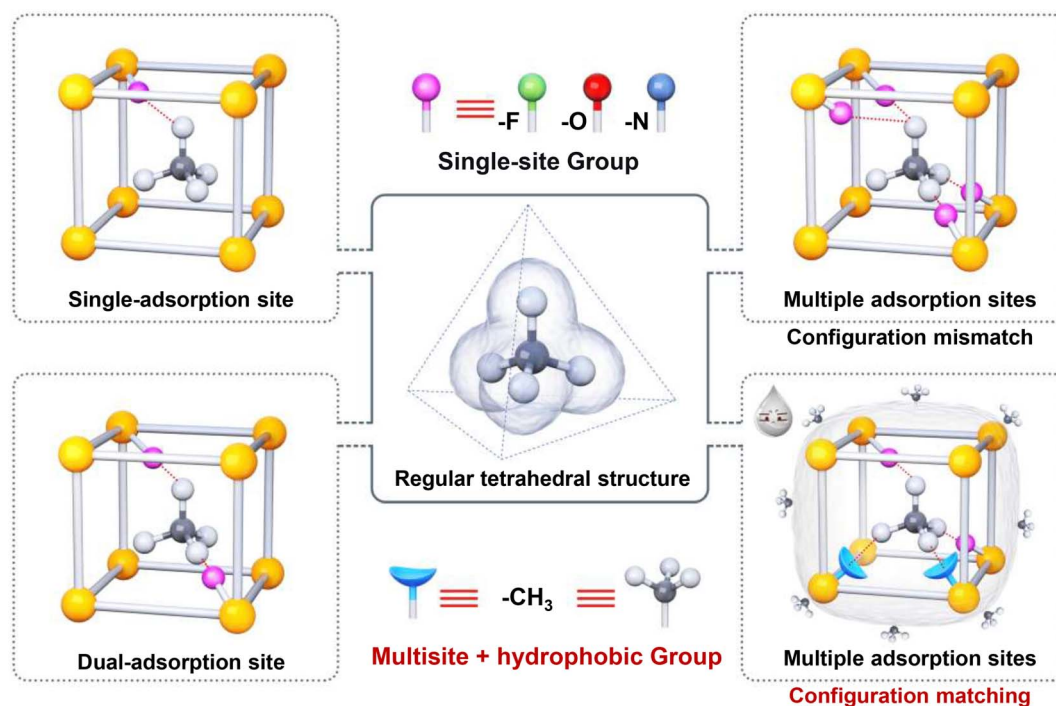 -F -O -N
Single-site Group
Single-adsorption site
Multiple adsorption sites
Configuration mismatch
Regular tetrahedral structure
-CH₃
Dual-adsorption site
Multisite + hydrophobic Group
Multiple adsorption sites
Configuration matching